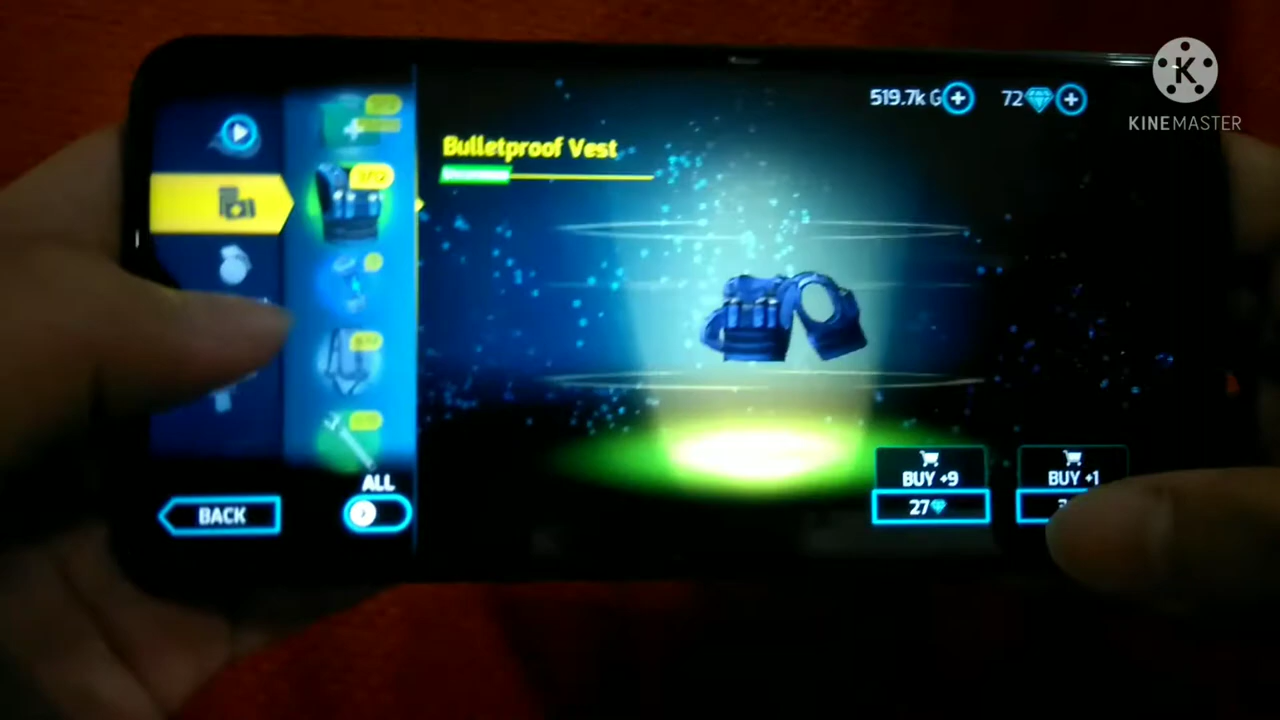 519.7k G
72
K
KINEMASTER
Bulletproof Vest
BUY +9
27
BUY +1
ALL
BACK